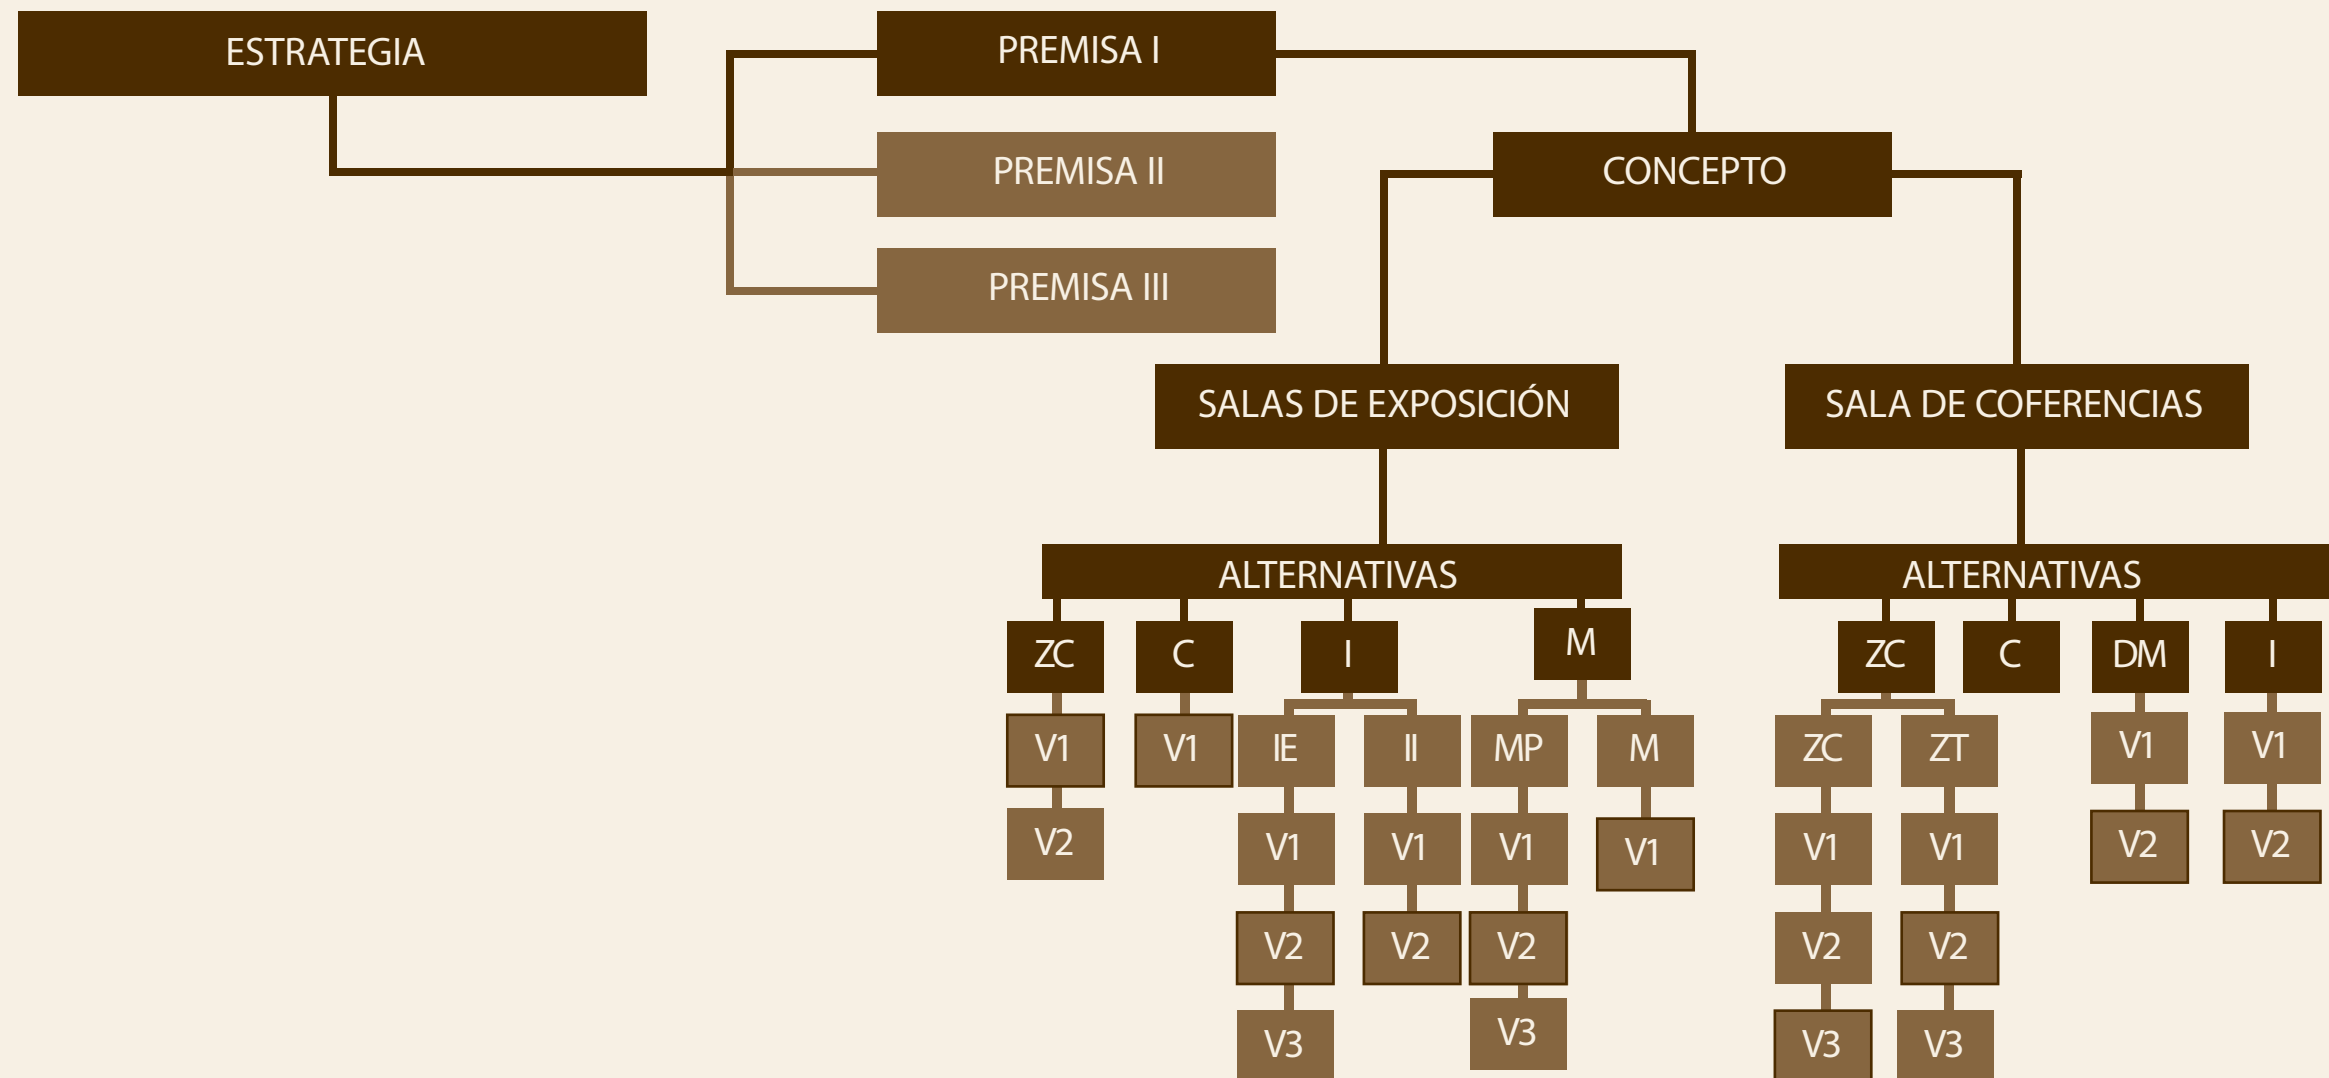 ESTRATEGIA
PREMISA I
PREMISA II
PREMISA III
CONCEPTO
SALAS DE EXPOSICIÓN
SALA DE COFERENCIAS
ALTERNATIVAS
ZC
V1
V2
C
V1
I
IE
V1
V2
V3
II
V1
V2
M
MP
V1
V2
V3
M
V1
ALTERNATIVAS
ZC
ZC
V1
V2
V3
ZT
V1
V2
V3
C
DM
V1
V2
I
V1
V2